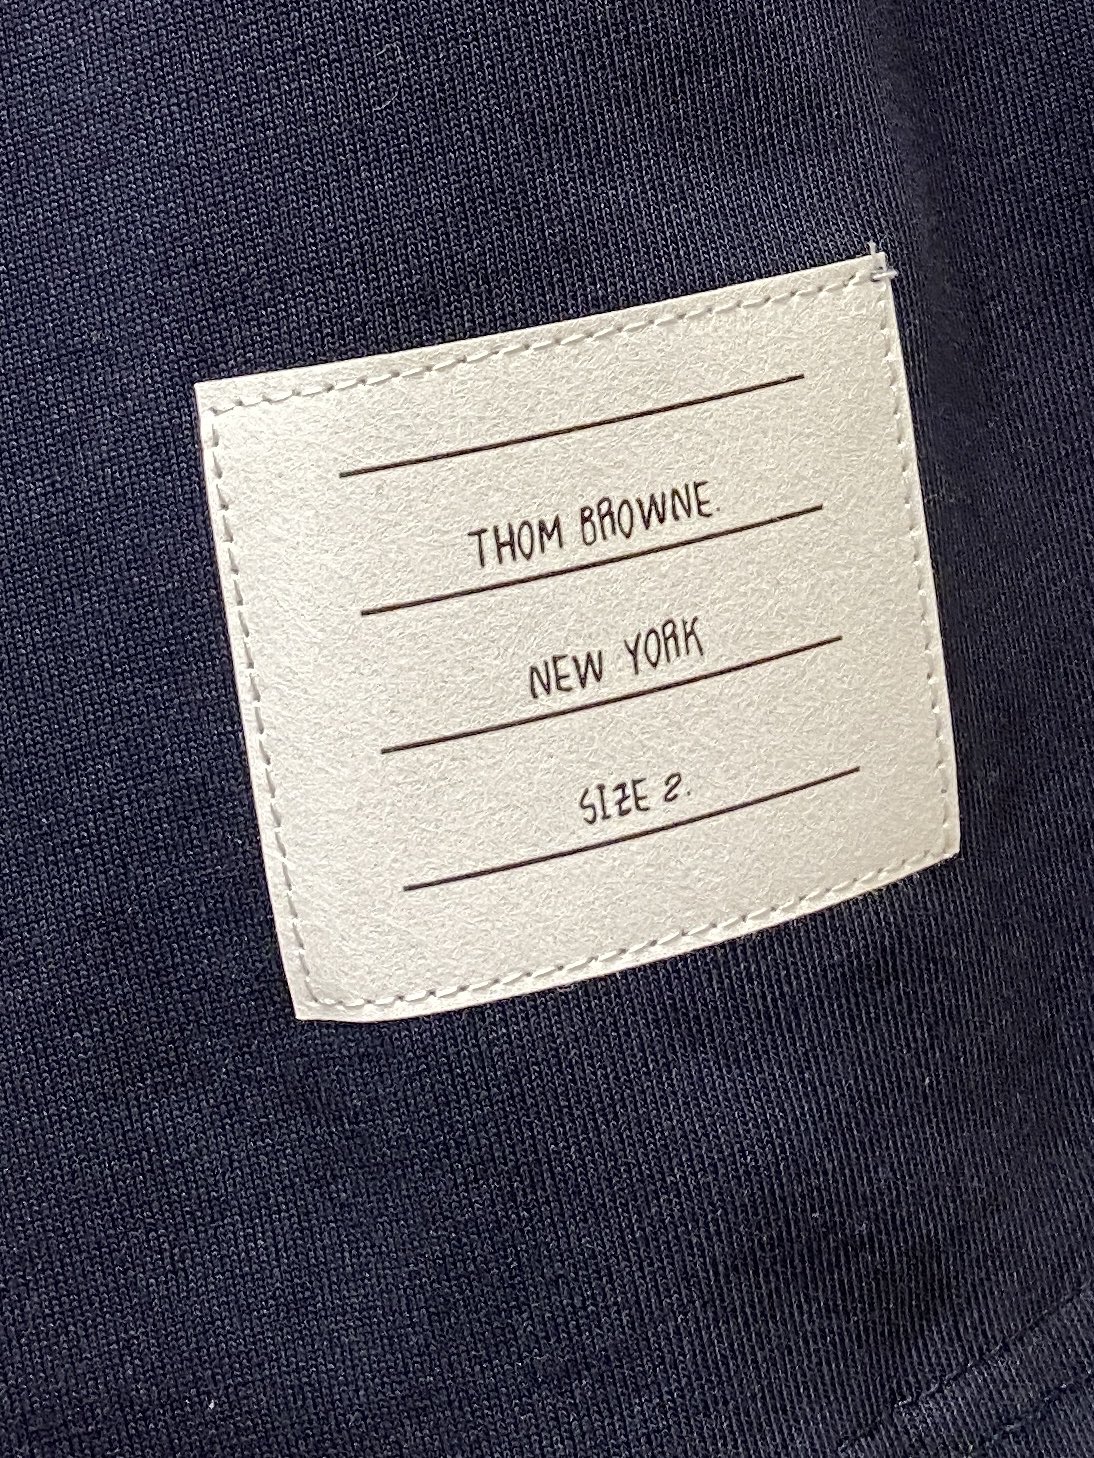 THOM BROWNE.
NEW YORK
SIZE 2.